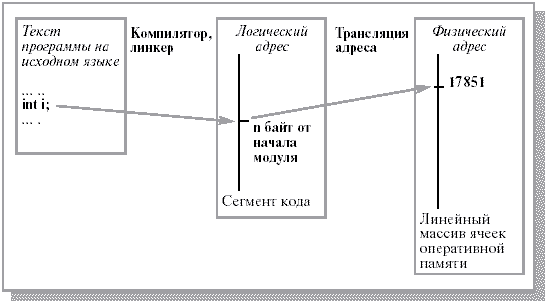 Текст
программы на
исходном языке
... ..
int i;
... .
Компилятор,
линкер
Логический
адрес
n байт от
начала
модуля
Сегмент кода
Трансляция
адреса
Физический
адрес
17851
Линейный
массив ячеек
оперативной
памяти